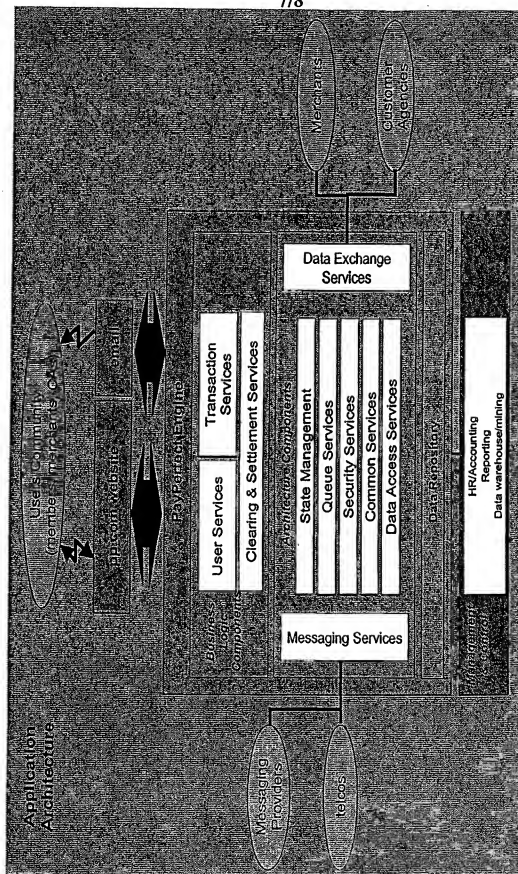 7/8
Application
Architecture
Users Community
(members, merchants, CAs)
pp.com website
email
PayPerfect Engine
Business
Logic
Components
User Services
Transaction
Services
Clearing & Settlement Services
Architecture Components
State Management
Queue Services
Security Services
Common Services
Data Access Services
Messaging Services
Data Exchange
Services
Data Repository
Messaging
Providers
telcos
Merchants
Customer
Agencies
Management
Control
HR/Accounting
Reporting
Data warehouse/mining